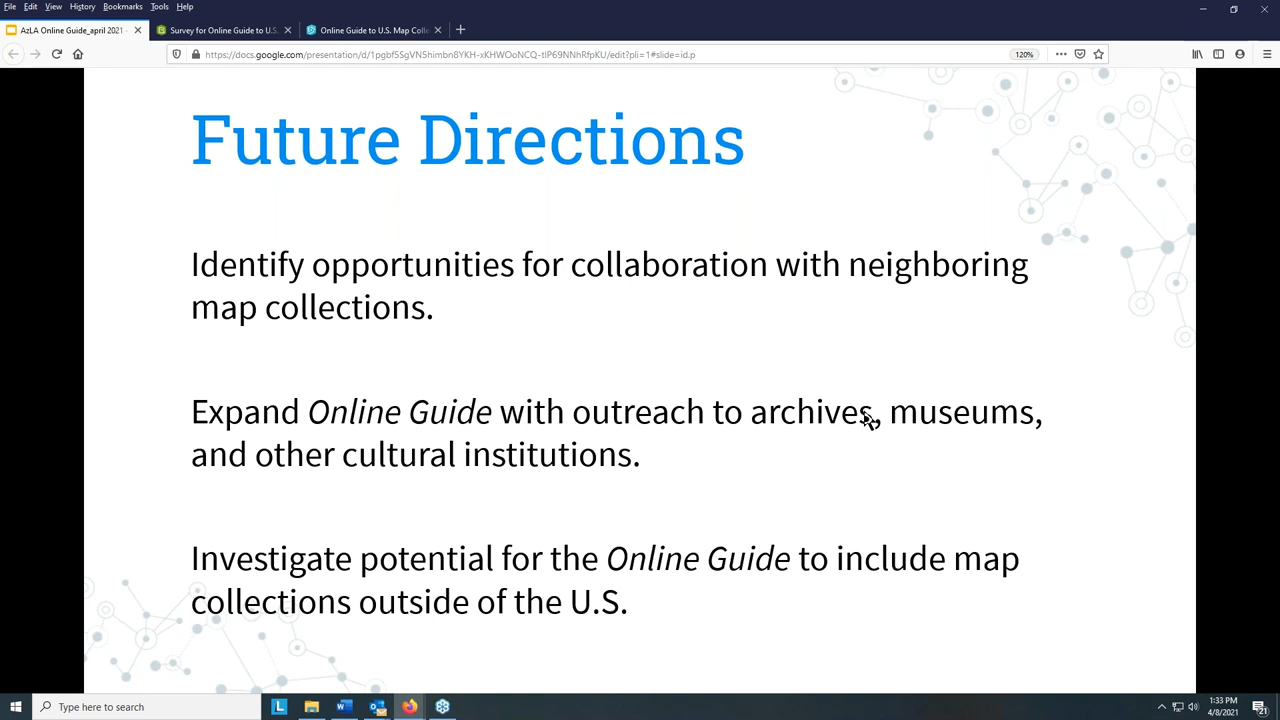 File Edit View History Bookmarks Tools Help
AzLA Online Guide_april 2021 - Survey for Online Guide to U.S. Online Guide to U.S. Map Colle
120%
Future Directions
Identify opportunities for collaboration with neighboring
map collections.
Expand Online Guide with outreach to archives, museums,
and other cultural institutions.
Investigate potential for the Online Guide to include map
collections outside of the U.S.
Type here to search
1:33 PM
4/8/2021
21